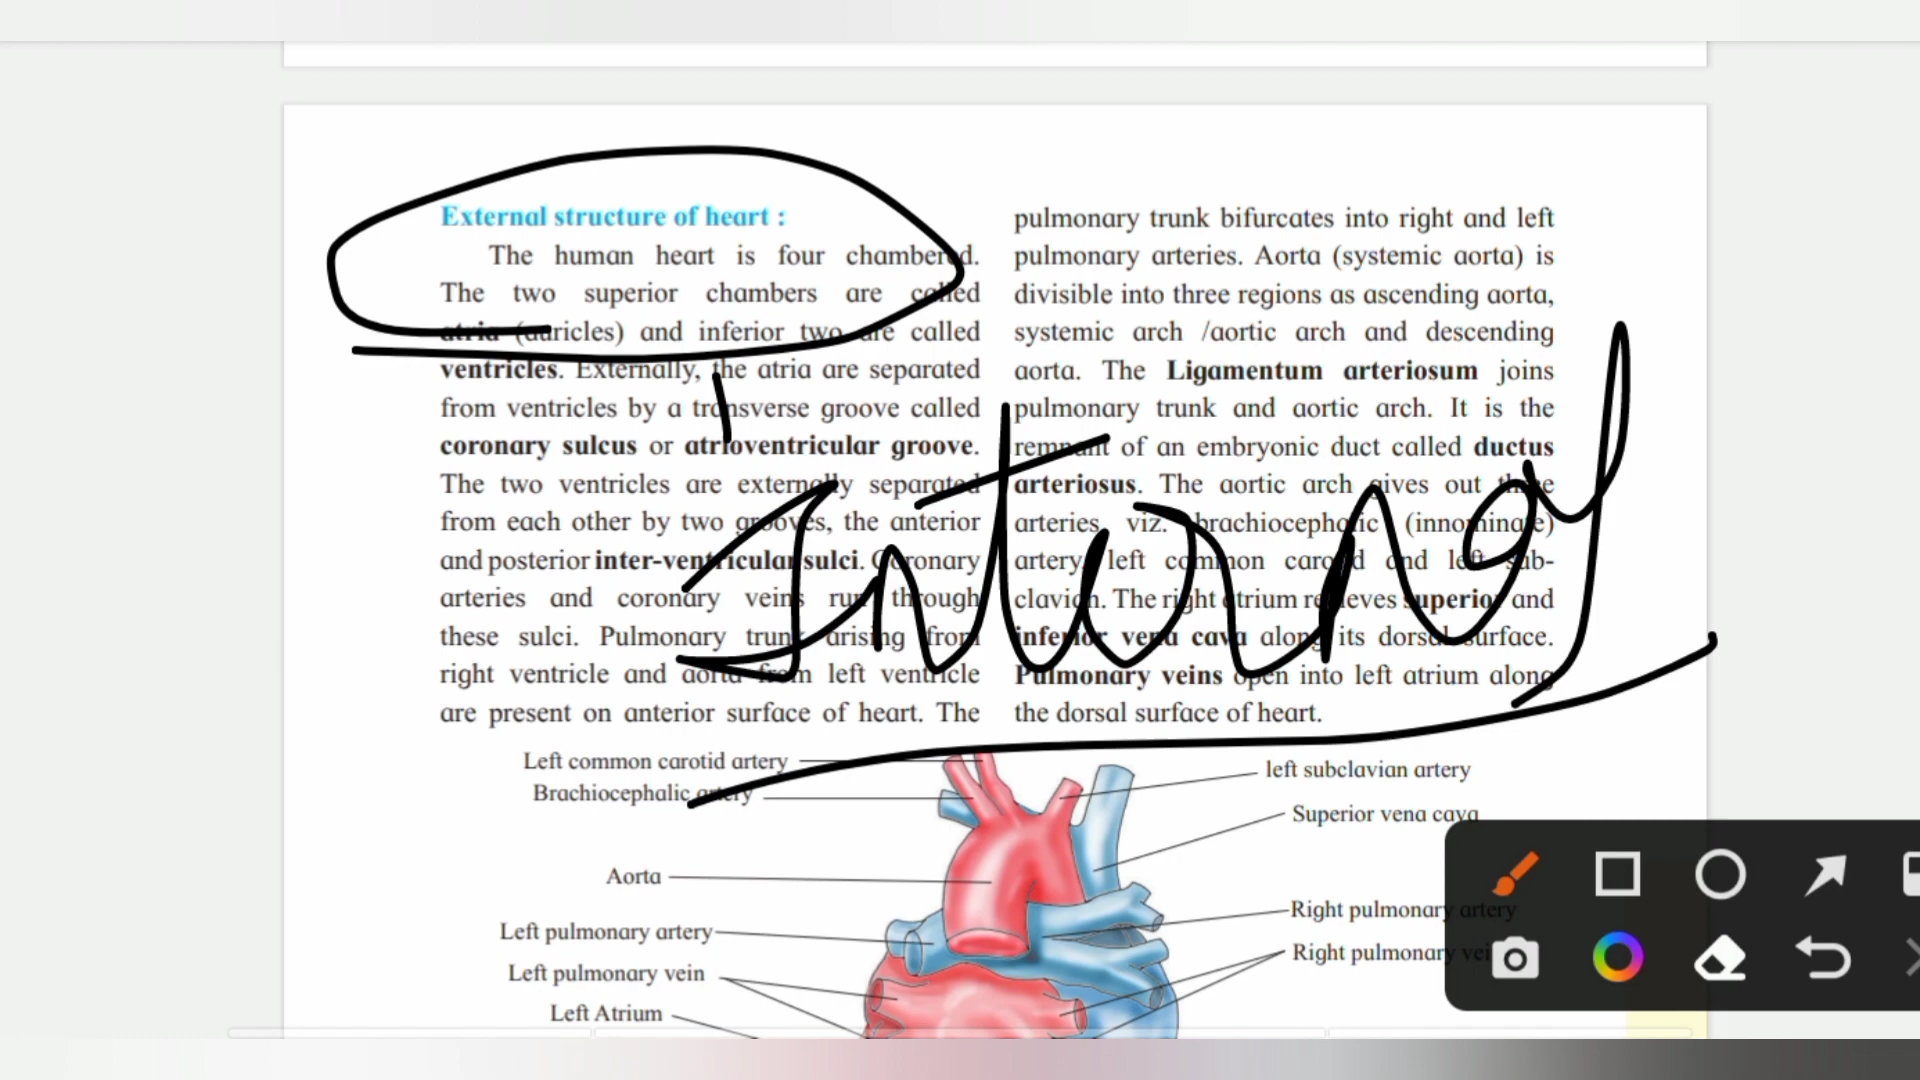 External structure of heart :
The human heart is four chambered.
The two superior chambers are called
atria (auricles) and inferior two are called
ventricles. Externally, the atria are separated
from ventricles by a transverse groove called
coronary sulcus or atrioventricular groove.
The two ventricles are externally separated
from each other by two grooves, the anterior
and posterior inter-ventricular sulci. Coronary
arteries and coronary veins run through
these sulci. Pulmonary trunk arising from
right ventricle and aorta from left ventricle
are present on anterior surface of heart. The
pulmonary trunk bifurcates into right and left
pulmonary arteries. Aorta (systemic aorta) is
divisible into three regions as ascending aorta,
systemic arch /aortic arch and descending
aorta. The Ligamentum arteriosum joins
pulmonary trunk and aortic arch. It is the
remnant of an embryonic duct called ductus
arteriosus. The aortic arch gives out three
arteries viz. brachiocephalic (innominate)
artery, left common carotid and left sub-
clavian. The right atrium recieves superior and
inferior vena cava along its dorsal surface.
Pulmonary veins open into left atrium along
the dorsal surface of heart.
Internal
Left common carotid artery
Brachiocephalic artery
Aorta
Left pulmonary artery
Left pulmonary vein
Left Atrium
left subclavian artery
Superior vena cava
Right pulmonary artery
Right pulmonary vein